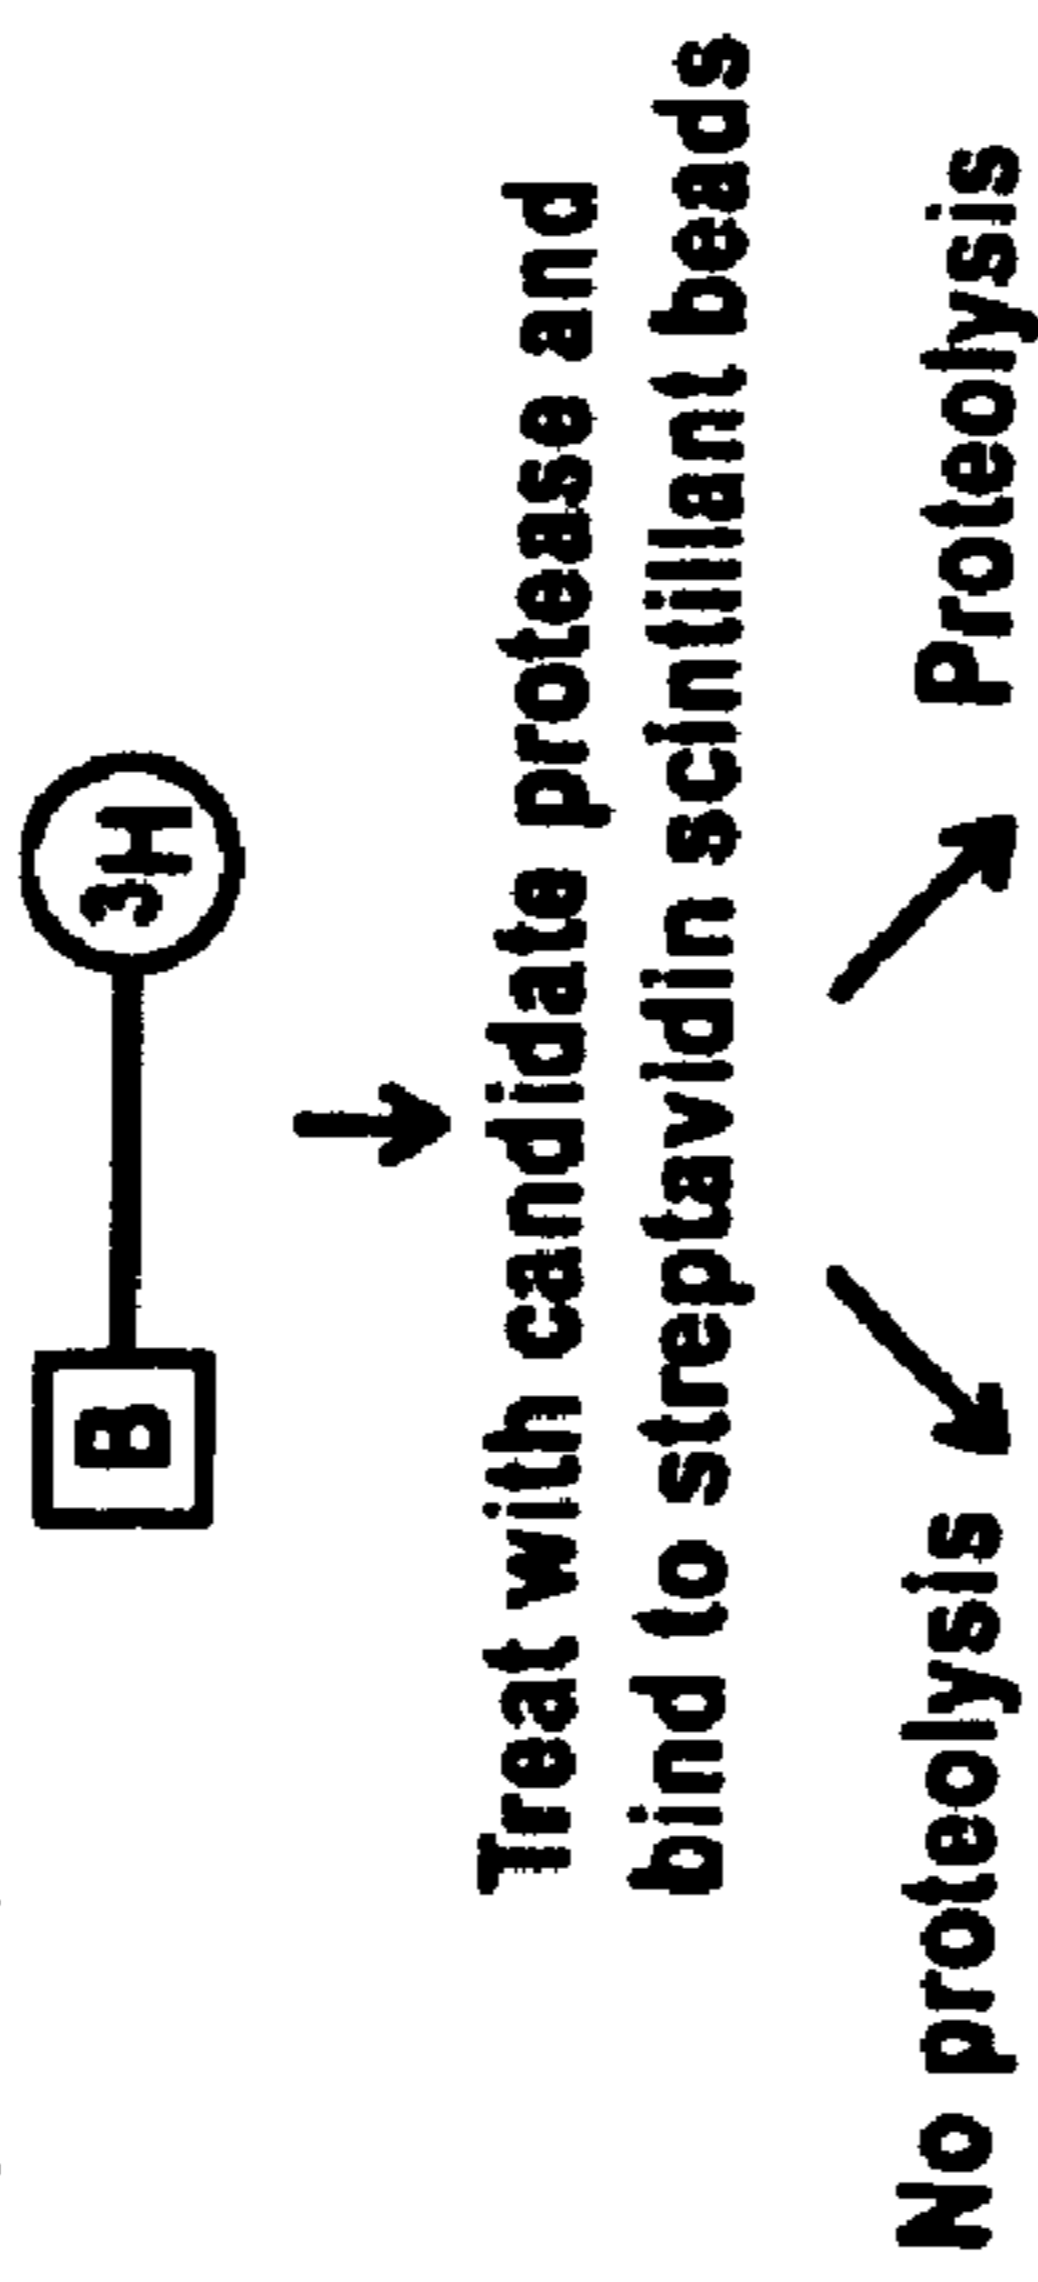 B 3H
Treat with candidate protease and
bind to streptavidin scintillant beads
No proteolysis Proteolysis